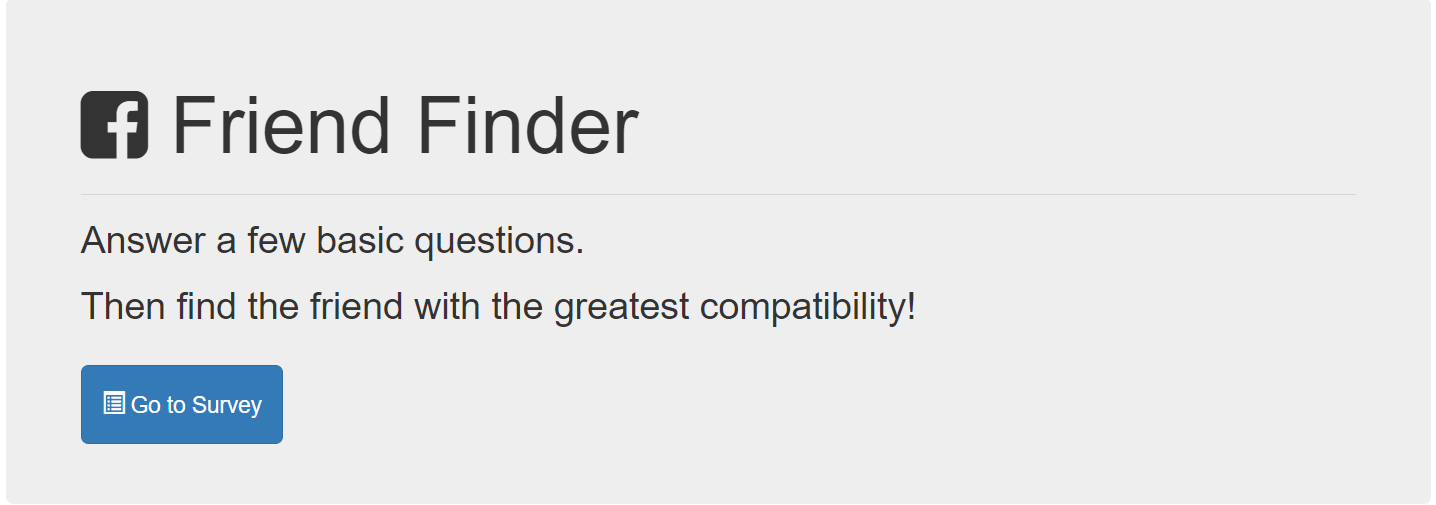 Friend Finder
Answer a few basic questions.
Then find the friend with the greatest compatibility!
Go to Survey